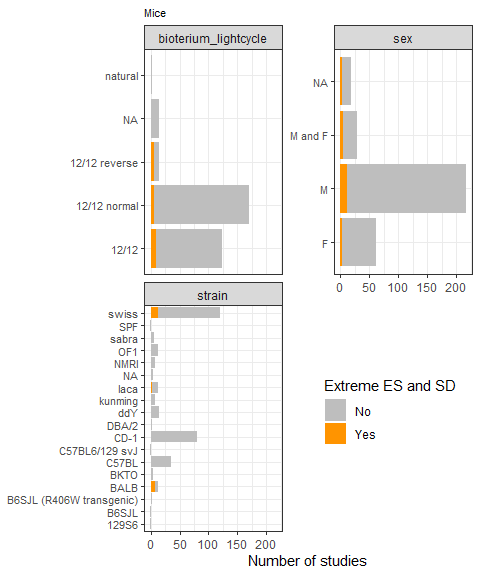 Mice
bioterium_lightcycle
natural
NA
12/12 reverse
12/12 normal
12/12
sex
NA
M and F
M
F
0 50 100 150 200
strain
swiss
SPF
sabra
OF1
NMRI
NA
laca
kunming
ddY
DBA/2
CD-1
C57BL6/129 svJ
C57BL
BKTO
BALB
B6SJL (R406W transgenic)
B6SJL
129S6
0 50 100 150 200
Number of studies
Extreme ES and SD
No
Yes